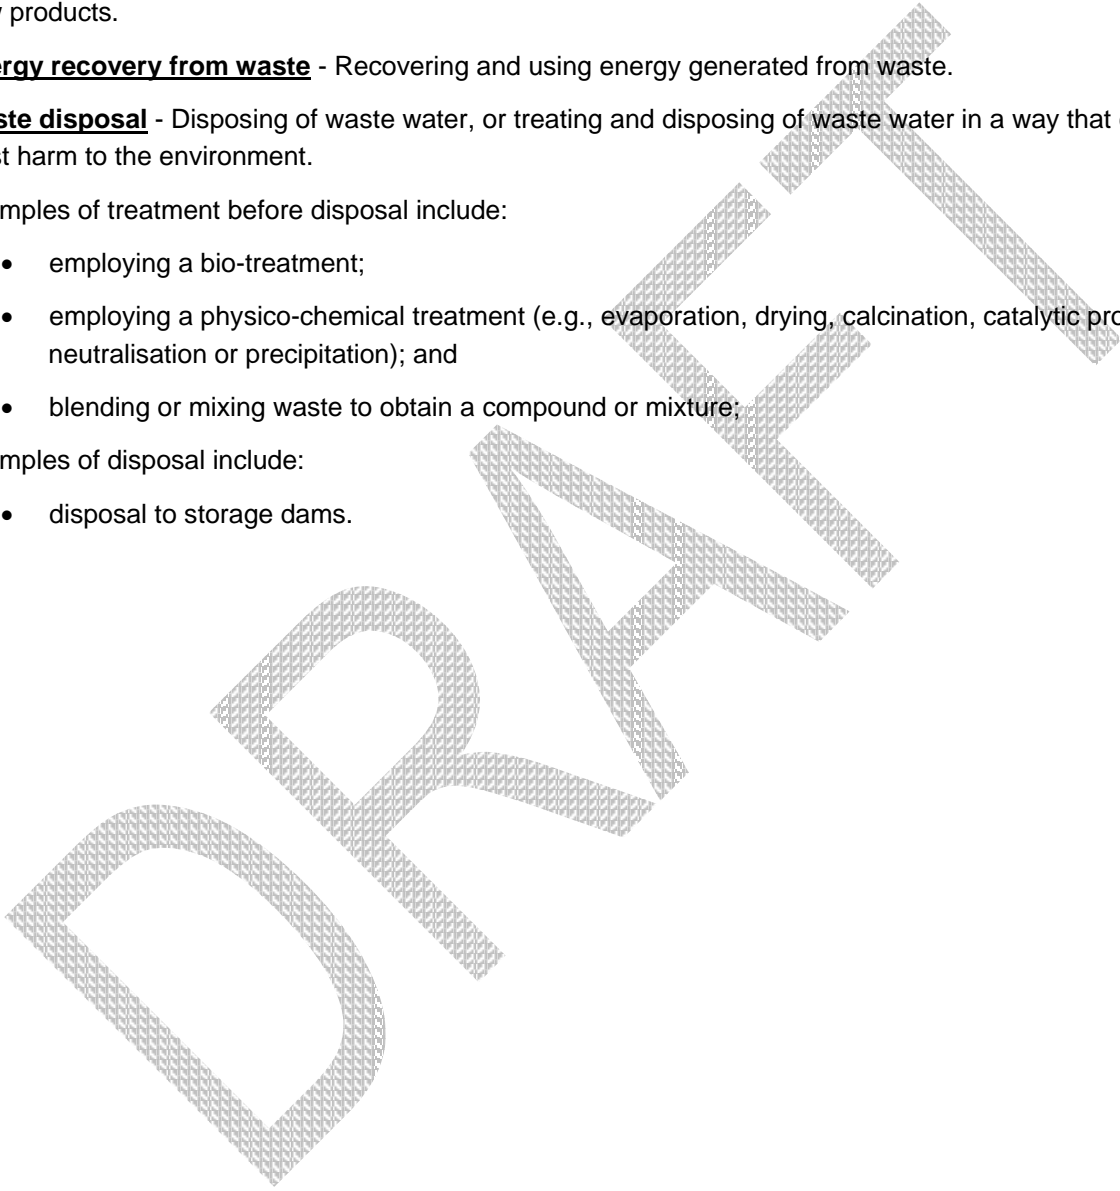 products.
rgy recovery from waste - Recovering and using energy generated from waste.
ste disposal - Disposing of waste water, or treating and disposing of waste water in a way that
st harm to the environment.
mples of treatment before disposal include:
• employing a bio-treatment;
• employing a physico-chemical treatment (e.g., evaporation, drying, calcination, catalytic pro
neutralisation or precipitation); and
• blending or mixing waste to obtain a compound or mixture;
mples of disposal include:
• disposal to storage dams.
DRAFT